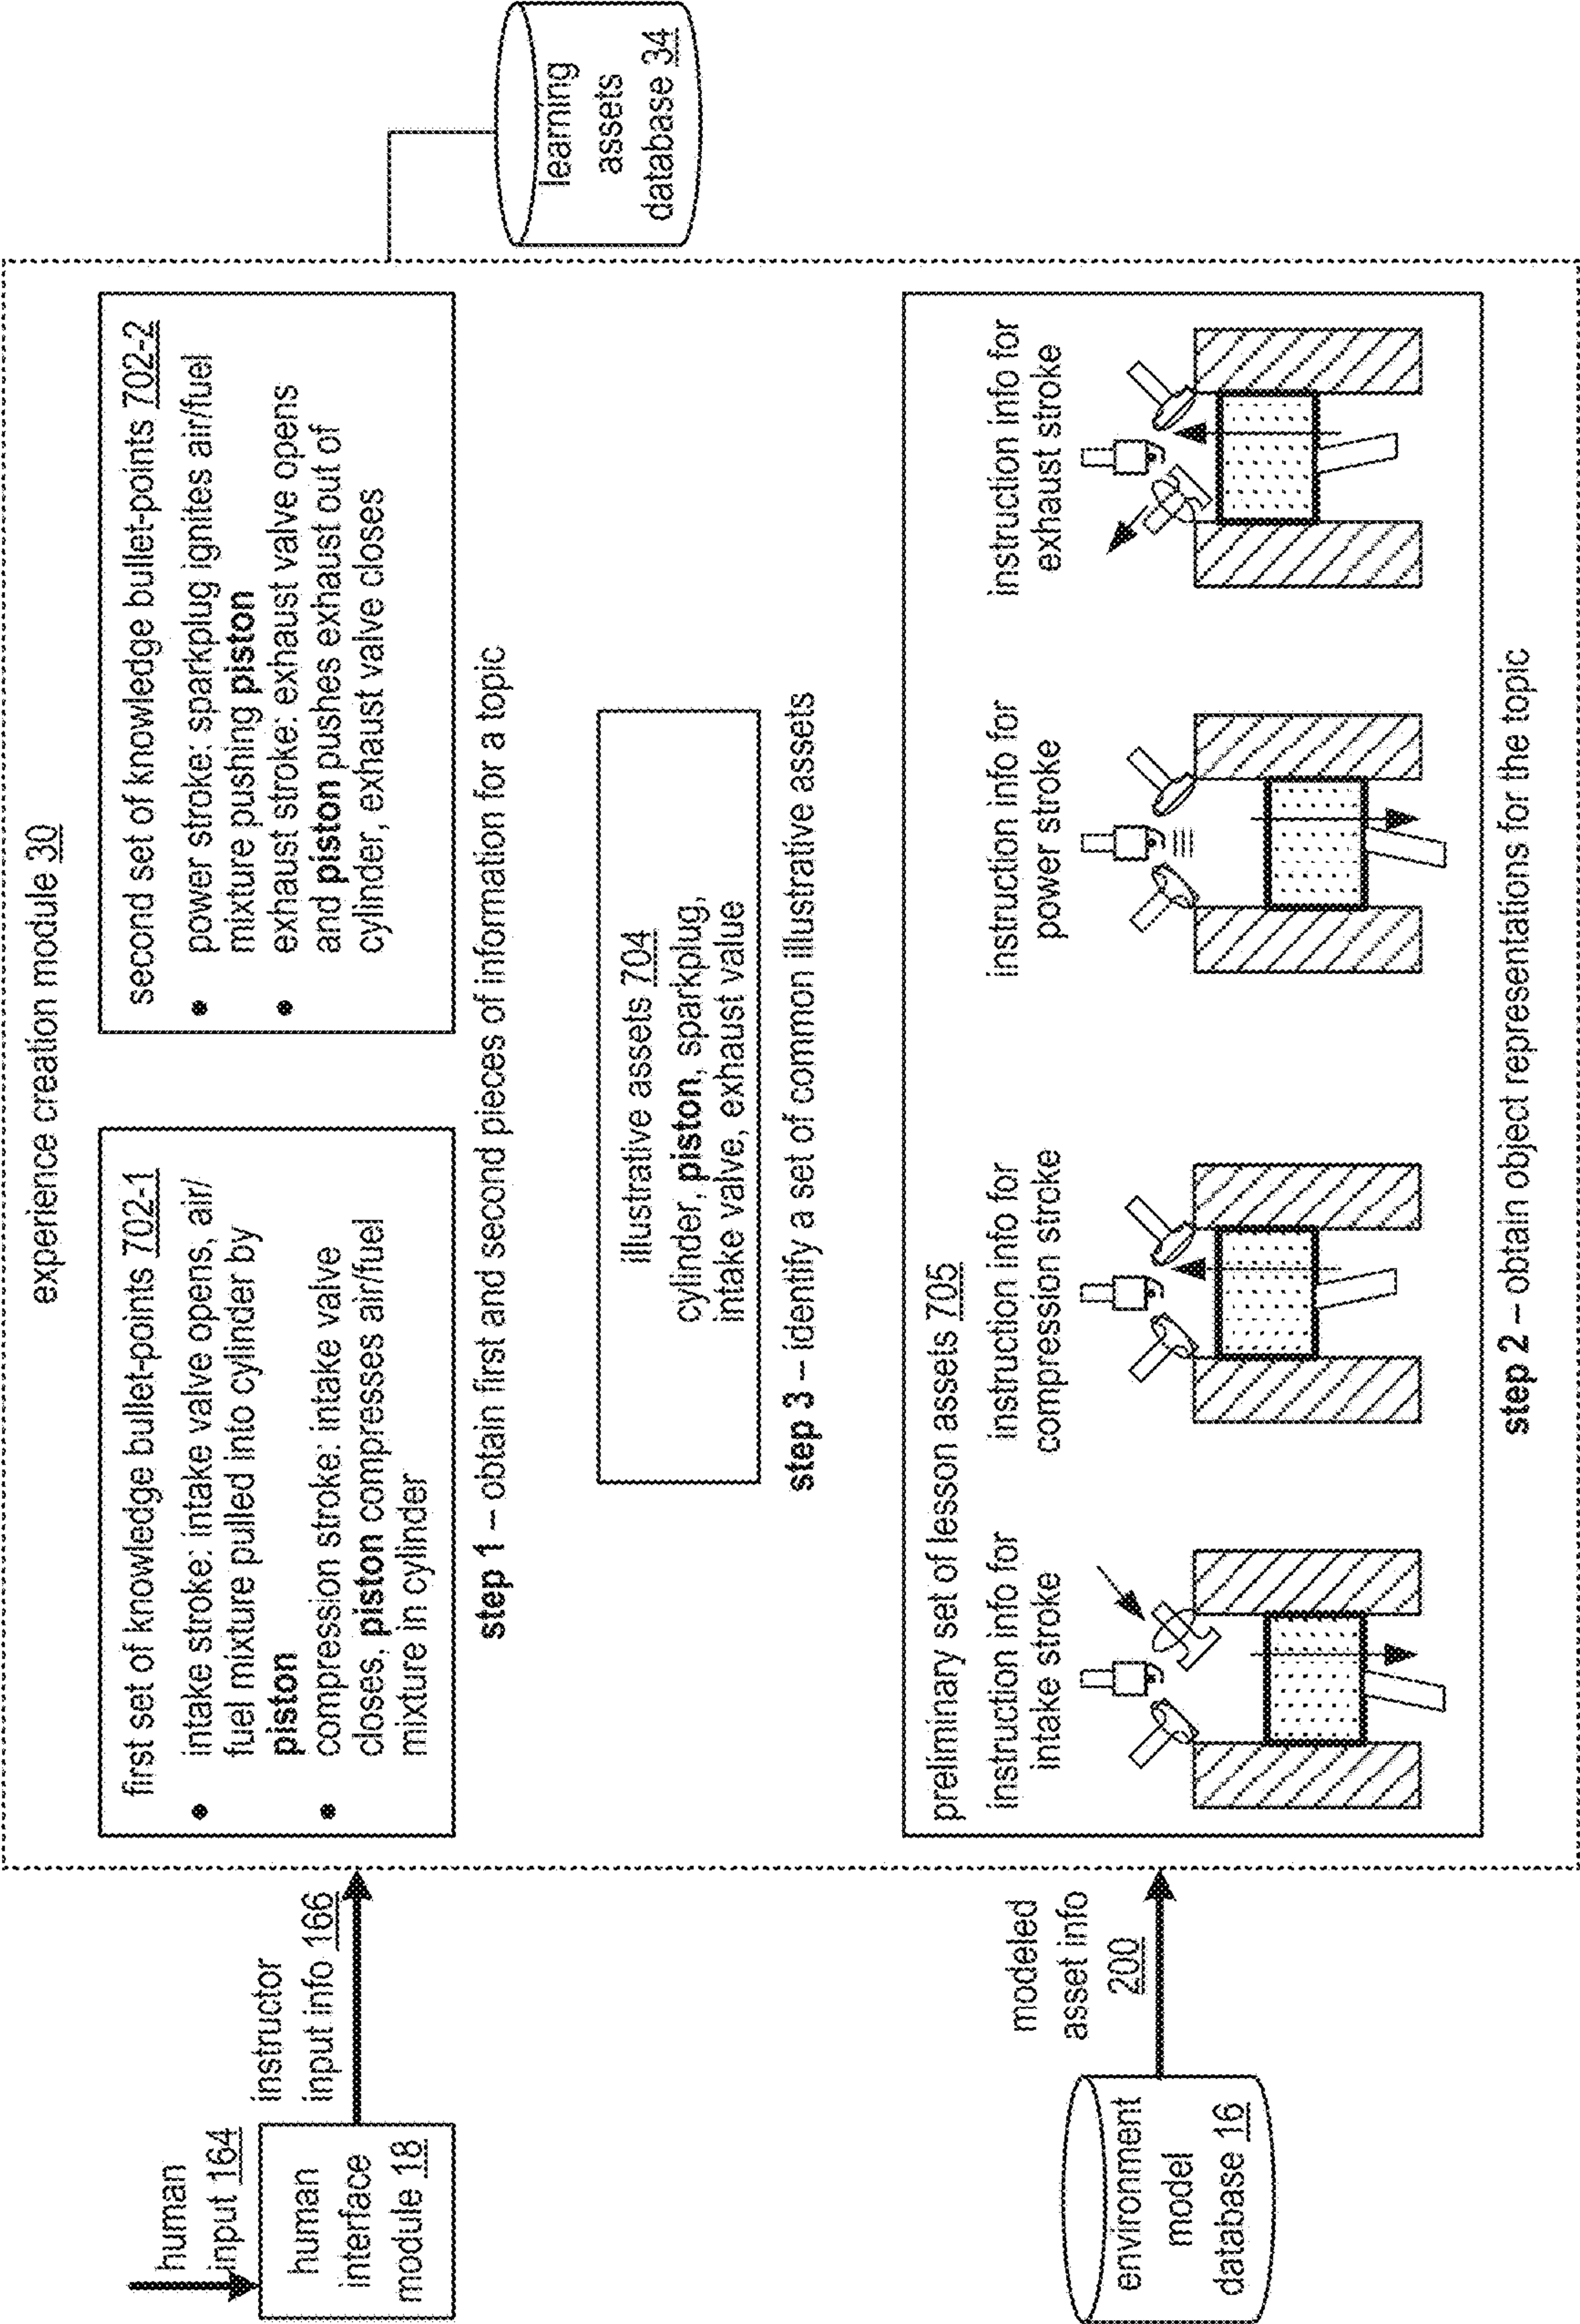 experience creation module 30
human
input 164
human
interface
module 18
instructor
input info 166
first set of knowledge bullet-points 702-1
• intake stroke: intake valve opens, air/
fuel mixture pulled into cylinder by
piston
• compression stroke: intake valve
closes, piston compresses air/fuel
mixture in cylinder
second set of knowledge bullet-points 702-2
• power stroke: sparkplug ignites air/fuel
mixture pushing piston
• exhaust stroke: exhaust valve opens
and piston pushes exhaust out of
cylinder, exhaust valve closes
step 1 – obtain first and second pieces of information for a topic
learning
assets
database 34
illustrative assets 704
cylinder, piston, sparkplug,
intake valve, exhaust value
step 3 – identify a set of common illustrative assets
environment
model
database 16
modeled
asset info
200
preliminary set of lesson assets 705
instruction info for
intake stroke
instruction info for
compression stroke
instruction info for
power stroke
instruction info for
exhaust stroke
step 2 – obtain object representations for the topic